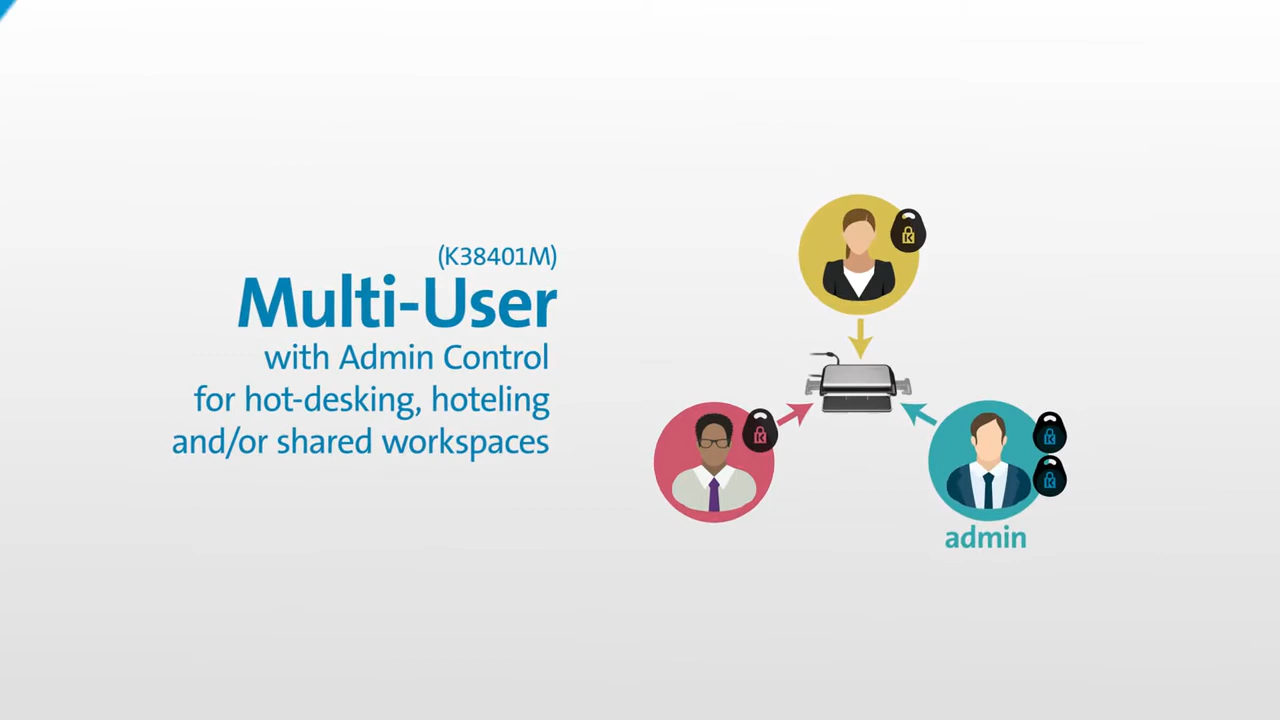 (K38401M)
Multi-User
with Admin Control
for hot-desking, hoteling
and/or shared workspaces
admin